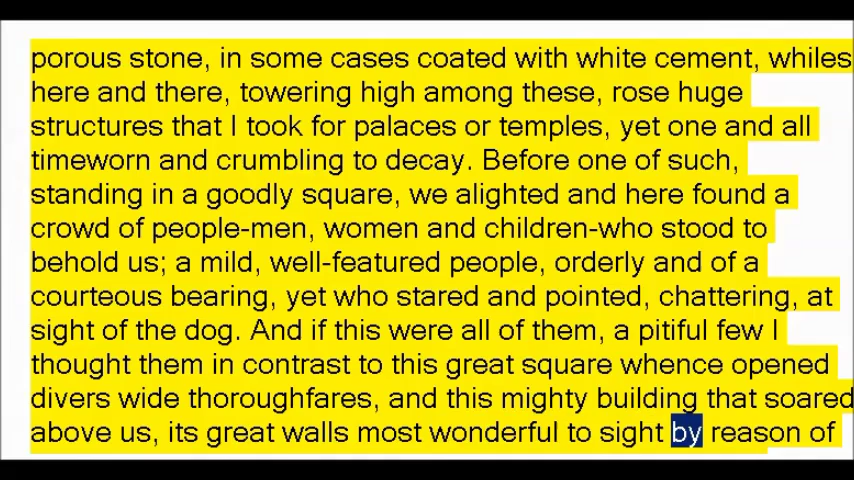 porous stone, in some cases coated with white cement, whiles
here and there, towering high among these, rose huge
structures that I took for palaces or temples, yet one and all
timeworn and crumbling to decay. Before one of such,
standing in a goodly square, we alighted and here found a
crowd of people-men, women and children-who stood to
behold us; a mild, well-featured people, orderly and of a
courteous bearing, yet who stared and pointed, chattering, at
sight of the dog. And if this were all of them, a pitiful few I
thought them in contrast to this great square whence opened
divers wide thoroughfares, and this mighty building that soared
above us, its great walls most wonderful to sight by reason of